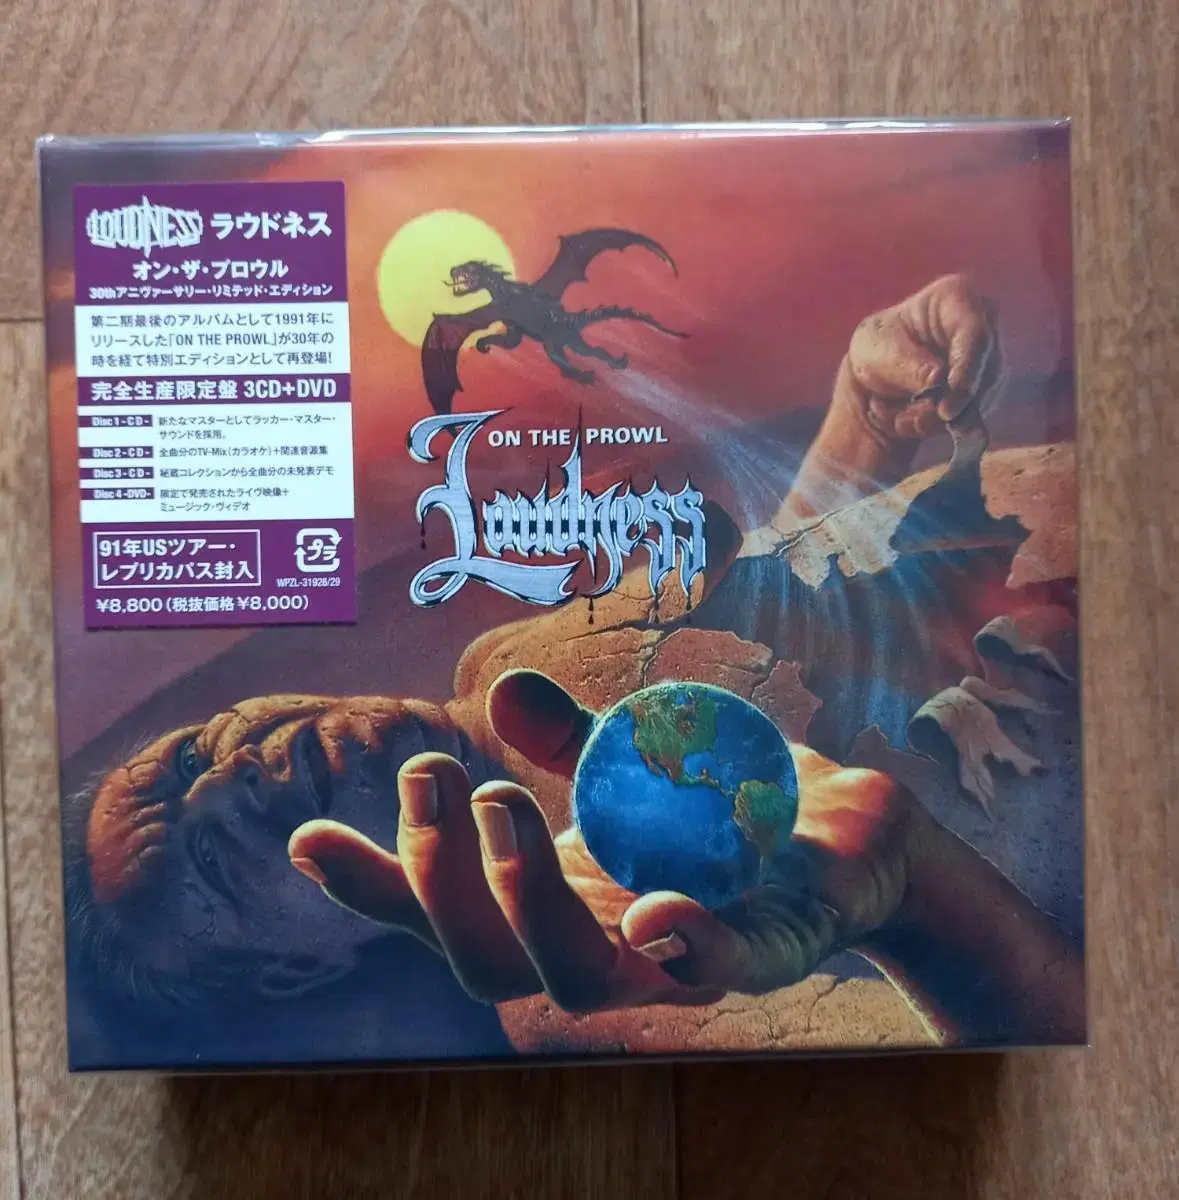 LOUDNESS ラウドネス
オン・ザ・プロウル
30thアニヴァーサリー・リミテッド・エディション
第二期最後のアルバムとして1991年に
リリースした『ON THE PROWL』が30年の
時を経て特別エディションとして再登場!
完全生産限定盤 3CD+DVD
Disc 1 -CD- 新たなマスターとしてラッカー・マスター・
サウンドを採用。
Disc 2 -CD- 全曲分のTV-Mix(カラオケ)+関連音源集
Disc 3 -CD- 秘蔵コレクションから全曲分の未発表デモ
Disc 4 -DVD- 限定で発売されたライヴ映像+
ミュージック・ヴィデオ
91年USツアー・
レプリカパス封入
プラ
WPZL-31926/29
¥8,800(税抜価格¥8,000)
ON THE PROWL
Loudness